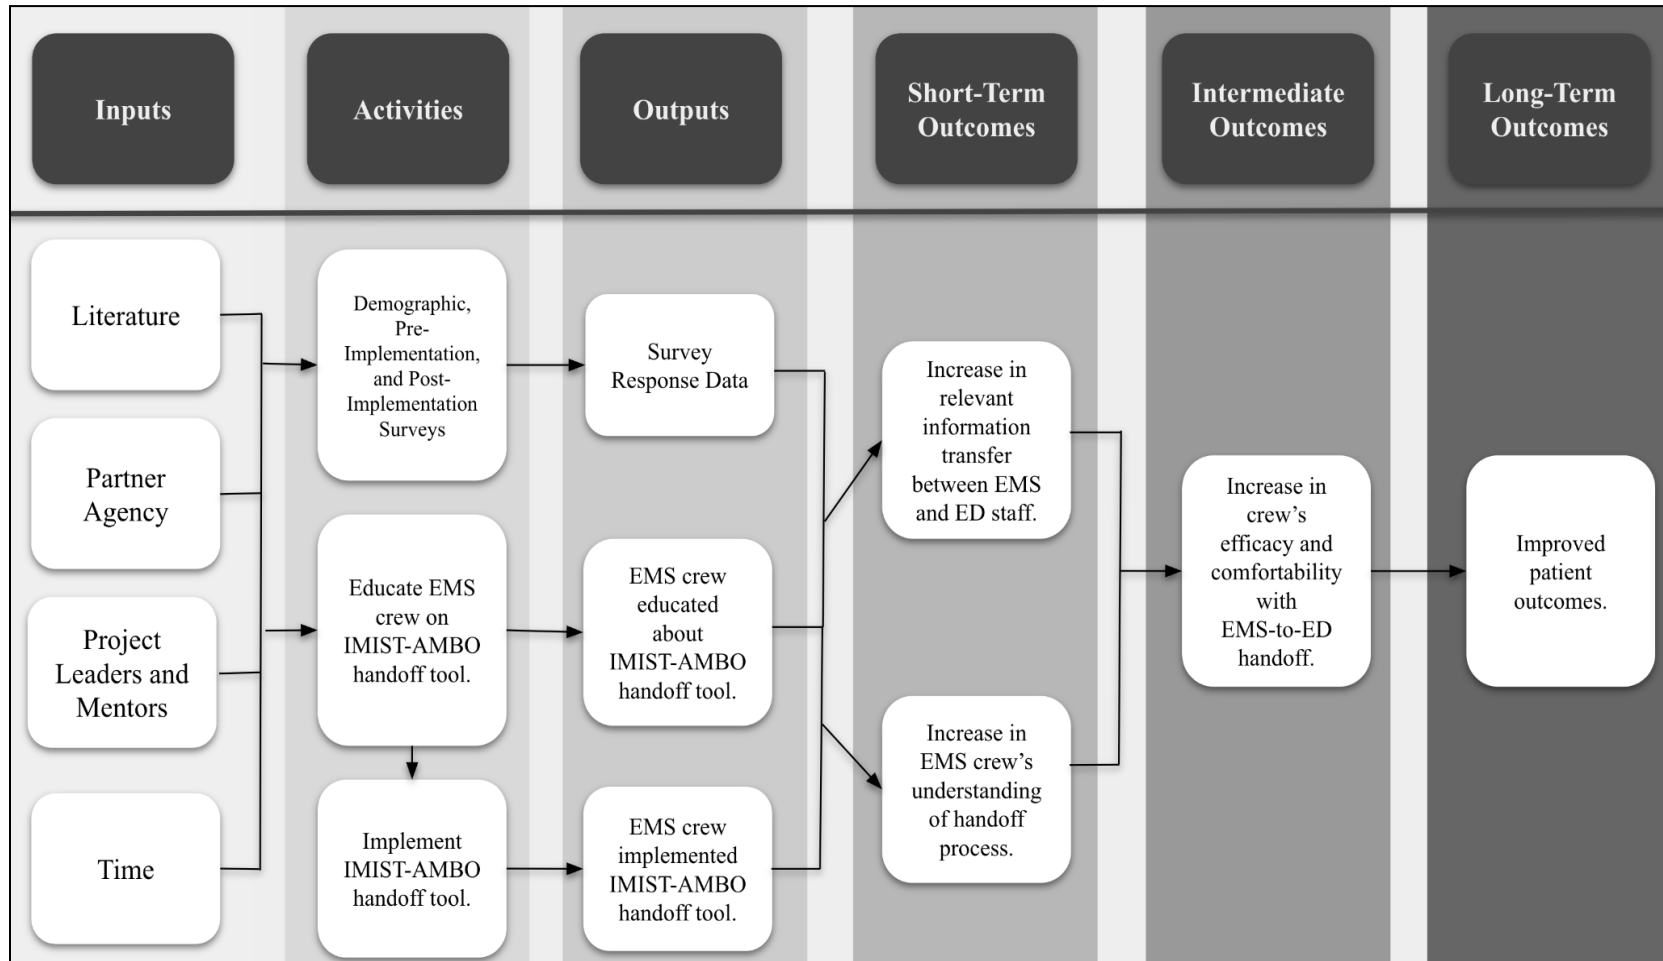 Inputs
Activities
Outputs
Short-Term
Outcomes
Intermediate
Outcomes
Long-Term
Outcomes
Literature
Partner
Agency
Project
Leaders and
Mentors
Time
Demographic,
Pre-
Implementation,
and Post-
Implementation
Surveys
Educate EMS
crew on
IMIST-AMBO
handoff tool.
Implement
IMIST-AMBO
handoff tool.
Survey
Response Data
EMS crew
educated
about
IMIST-AMBO
handoff tool.
EMS crew
implemented
IMIST-AMBO
handoff tool.
Increase in
relevant
information
transfer
between EMS
and ED staff.
Increase in
EMS crew’s
understanding
of handoff
process.
Increase in
crew’s
efficacy and
comfortability
with
EMS-to-ED
handoff.
Improved
patient
outcomes.